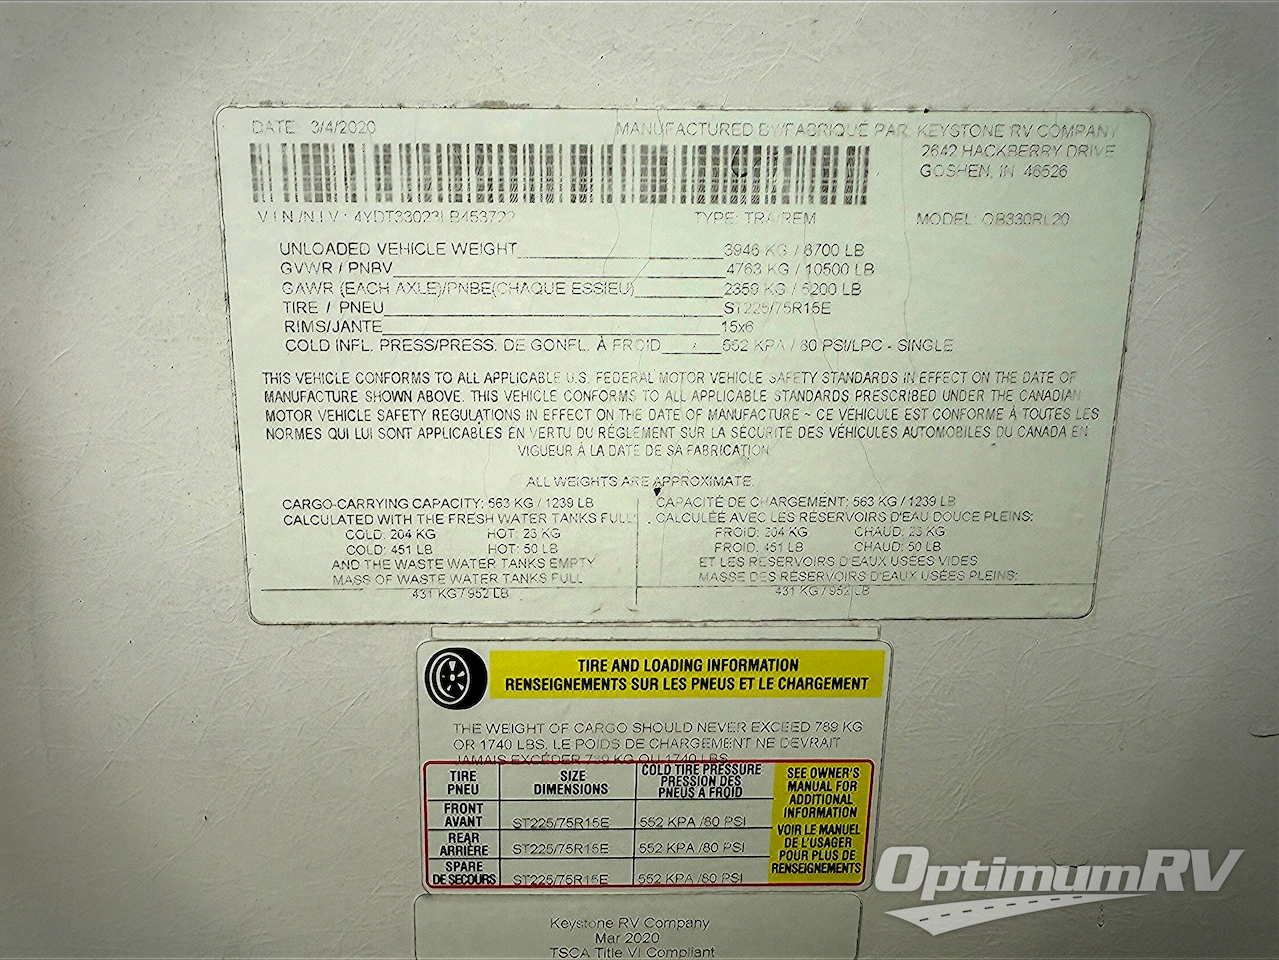 DATE: 3/4/2020
MANUFACTURED BY/FABRIQUÉ PAR: KEYSTONE RV COMPANY
2642 HACKBERRY DRIVE
GOSHEN, IN 46526
V.I.N./N.I.V.: 4YDT33023LB453722
TYPE: TRA/REM
MODEL: OB330RL20
UNLOADED VEHICLE WEIGHT 3946 KG / 8700 LB
GVWR / PNBV 4763 KG / 10500 LB
GAWR (EACH AXLE)/PNBE(CHAQUE ESSIEU) 2359 KG / 5200 LB
TIRE / PNEU ST225/75R15E
RIMS/JANTE 15x6
COLD INFL. PRESS/PRESS. DE GONFL. À FROID 552 KPA / 80 PSI/LPC - SINGLE
THIS VEHICLE CONFORMS TO ALL APPLICABLE U.S. FEDERAL MOTOR VEHICLE SAFETY STANDARDS IN EFFECT ON THE DATE OF
MANUFACTURE SHOWN ABOVE. THIS VEHICLE CONFORMS TO ALL APPLICABLE STANDARDS PRESCRIBED UNDER THE CANADIAN
MOTOR VEHICLE SAFETY REGULATIONS IN EFFECT ON THE DATE OF MANUFACTURE ~ CE VÉHICULE EST CONFORME À TOUTES LES
NORMES QUI LUI SONT APPLICABLES EN VERTU DU RÈGLEMENT SUR LA SÉCURITÉ DES VÉHICULES AUTOMOBILES DU CANADA EN
VIGUEUR À LA DATE DE SA FABRICATION
ALL WEIGHTS ARE APPROXIMATE.
CARGO-CARRYING CAPACITY: 563 KG / 1239 LB
CALCULATED WITH THE FRESH WATER TANKS FULL:
COLD: 204 KG HOT: 23 KG
COLD: 451 LB HOT: 50 LB
AND THE WASTE WATER TANKS EMPTY
MASS OF WASTE WATER TANKS FULL
431 KG / 952 LB
CAPACITÉ DE CHARGEMENT: 563 KG / 1239 LB
CALCULÉE AVEC LES RÉSERVOIRS D'EAU DOUCE PLEINS:
FROID: 204 KG CHAUD: 23 KG
FROID: 451 LB CHAUD: 50 LB
ET LES RÉSERVOIRS D'EAUX USÉES VIDES
MASSE DES RÉSERVOIRS D'EAUX USÉES PLEINS:
431 KG / 952 LB
TIRE AND LOADING INFORMATION
RENSEIGNEMENTS SUR LES PNEUS ET LE CHARGEMENT
THE WEIGHT OF CARGO SHOULD NEVER EXCEED 789 KG
OR 1740 LBS. LE POIDS DE CHARGEMENT NE DEVRAIT
JAMAIS EXCÉDER 789 KG OU 1740 LBS
TIRE
PNEU
SIZE
DIMENSIONS
COLD TIRE PRESSURE
PRESSION DES
PNEUS À FROID
FRONT
AVANT
ST225/75R15E
552 KPA /80 PSI
REAR
ARRIÈRE
ST225/75R15E
552 KPA /80 PSI
SPARE
DE SECOURS
ST225/75R15E
552 KPA /80 PSI
SEE OWNER'S
MANUAL FOR
ADDITIONAL
INFORMATION
VOIR LE MANUEL
DE L'USAGER
POUR PLUS DE
RENSEIGNEMENTS
Keystone RV Company
Mar 2020
TSCA Title VI Compliant
OptimumRV